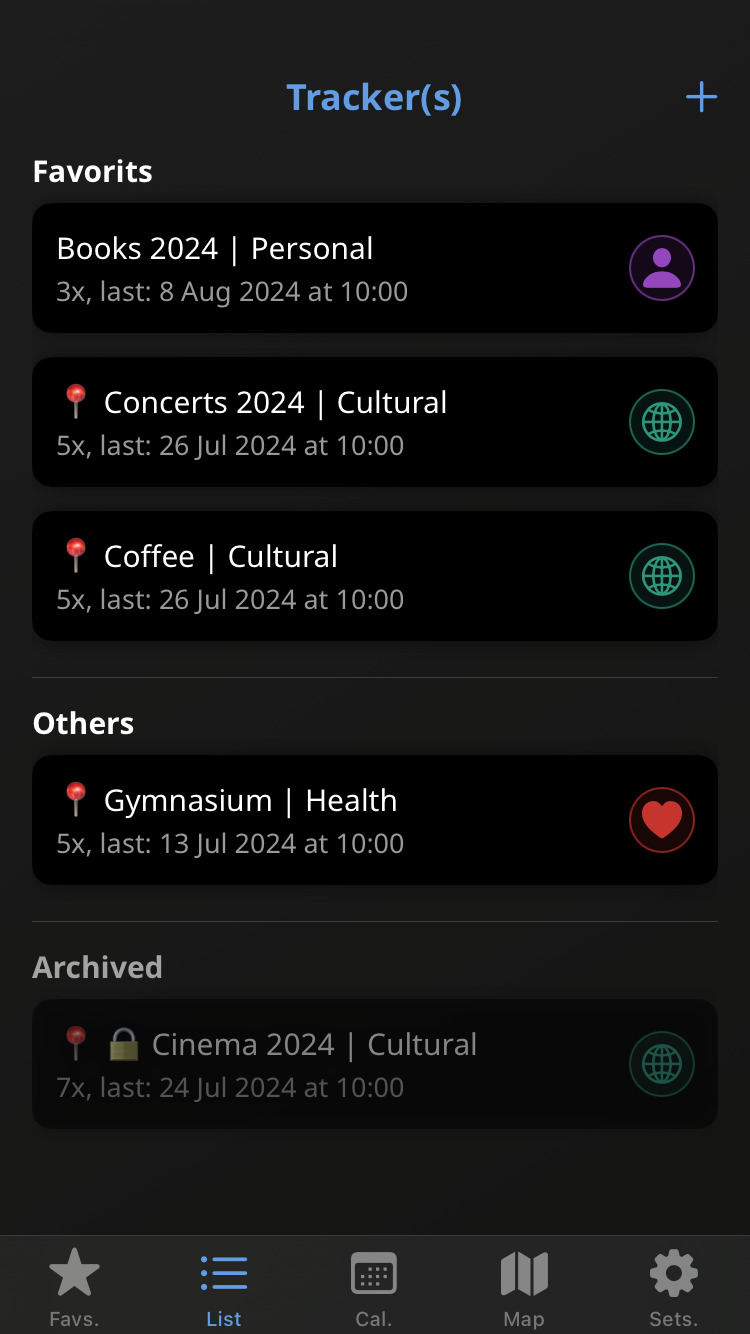 Tracker(s)
Favorits
Books 2024 | Personal
3x, last: 8 Aug 2024 at 10:00
Concerts 2024 | Cultural
5x, last: 26 Jul 2024 at 10:00
Coffee | Cultural
5x, last: 26 Jul 2024 at 10:00
Others
Gymnasium | Health
5x, last: 13 Jul 2024 at 10:00
Archived
Cinema 2024 | Cultural
7x, last: 24 Jul 2024 at 10:00
Favs. List Cal. Map Sets.